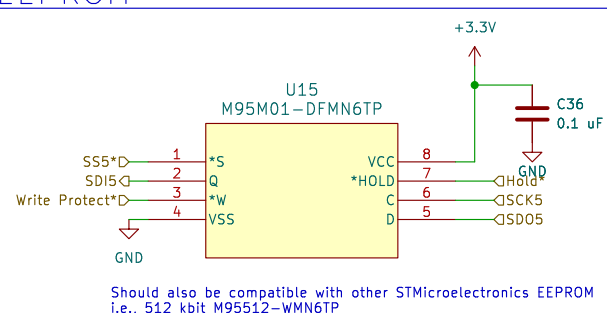 EEPROM
+3.3V
U15
M95M01-DFMN6TP
C36
0.1 uF
SS5* 1 *S VCC 8
GND
SDI5 2 Q *HOLD 7 Hold*
Write Protect* 3 *W C 6 SCK5
4 VSS D 5 SDO5
GND
Should also be compatible with other STMicroelectronics EEPROM
i.e., 512 kbit M95512-WMN6TP